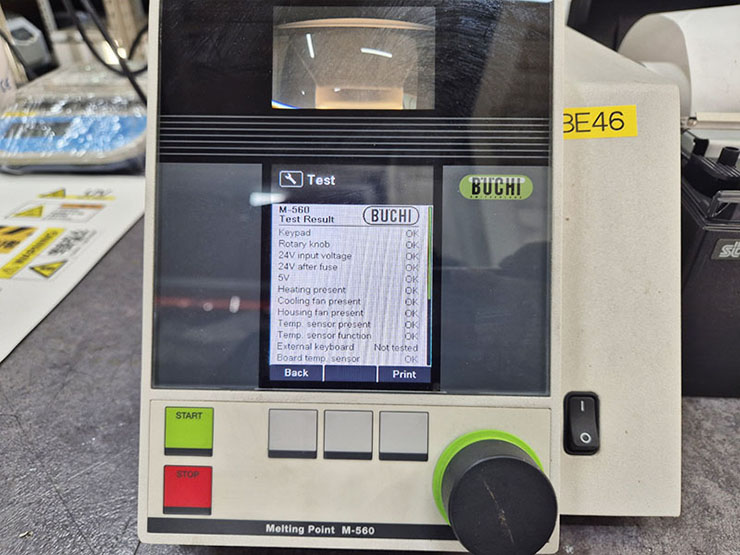 BE46
Test
BUCHI
M-560
Test Result
BUCHI
Keypad OK
Rotary knob OK
24V input voltage OK
24V after fuse OK
5V OK
Heating present OK
Cooling fan present OK
Housing fan present OK
Temp. sensor present OK
Temp. sensor function OK
External keyboard Not tested
Board temp. sensor OK
Back Print
START
STOP
Melting Point M-560